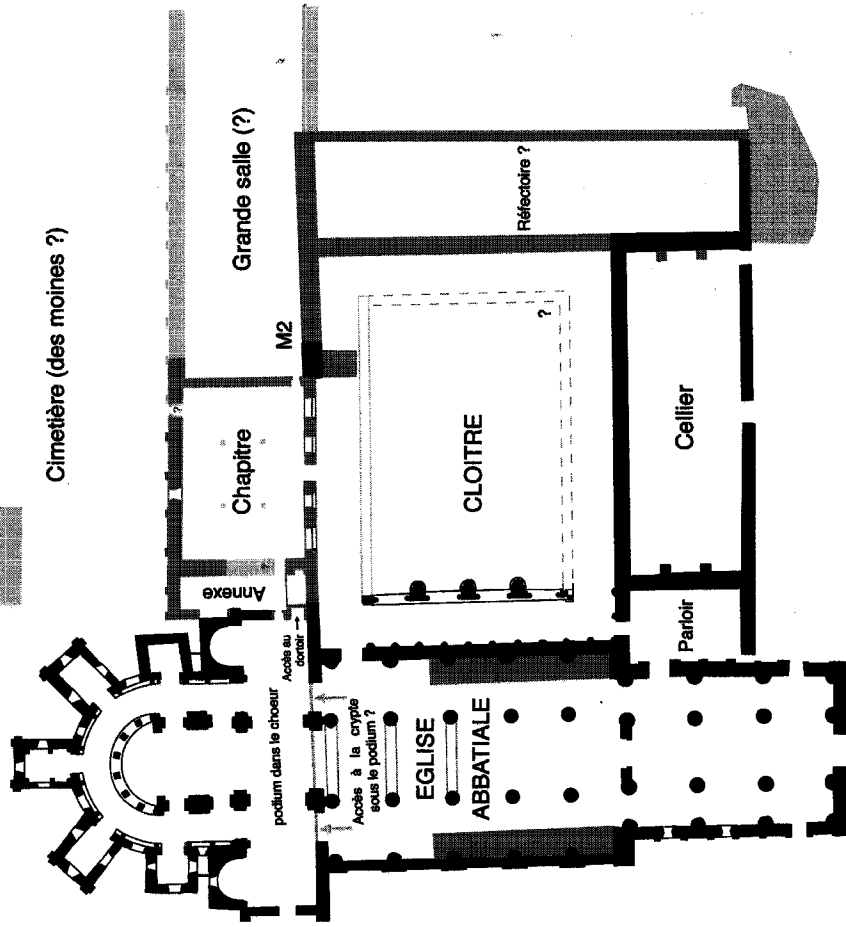 Cimetière (des moines ?)
Grande salle (?)
M2
Réfectoire ?
?
Chapitre
?
Annexe
CLOITRE
?
Cellier
Parloir
Accès au
dortoir →
podium dans le choeur
Accès à la crypte
sous le podium ?
EGLISE
ABBATIALE